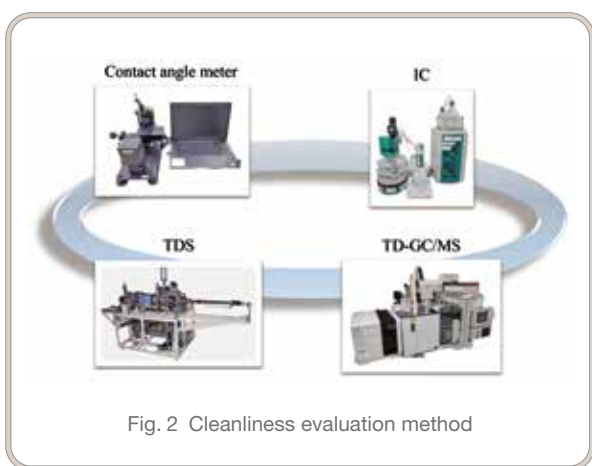 Contact angle meter
IC
TDS
TD-GC/MS
Fig. 2 Cleanliness evaluation method